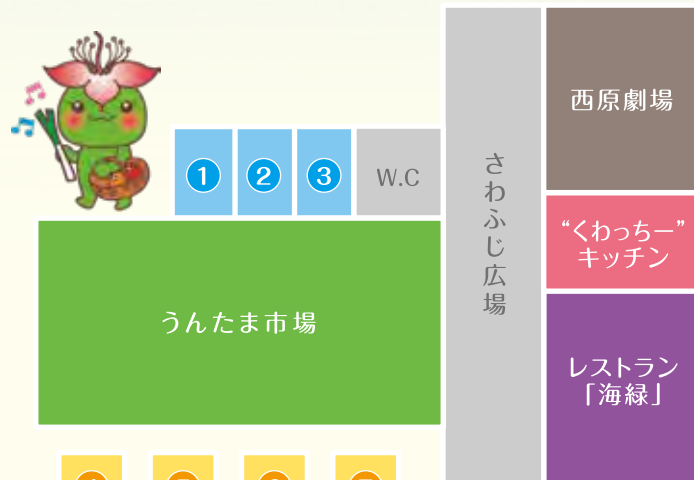 西原劇場
① ② ③ W.C
さわふじ広場
“くわっちー”
キッチン
うんたま市場
レストラン
「海緑」